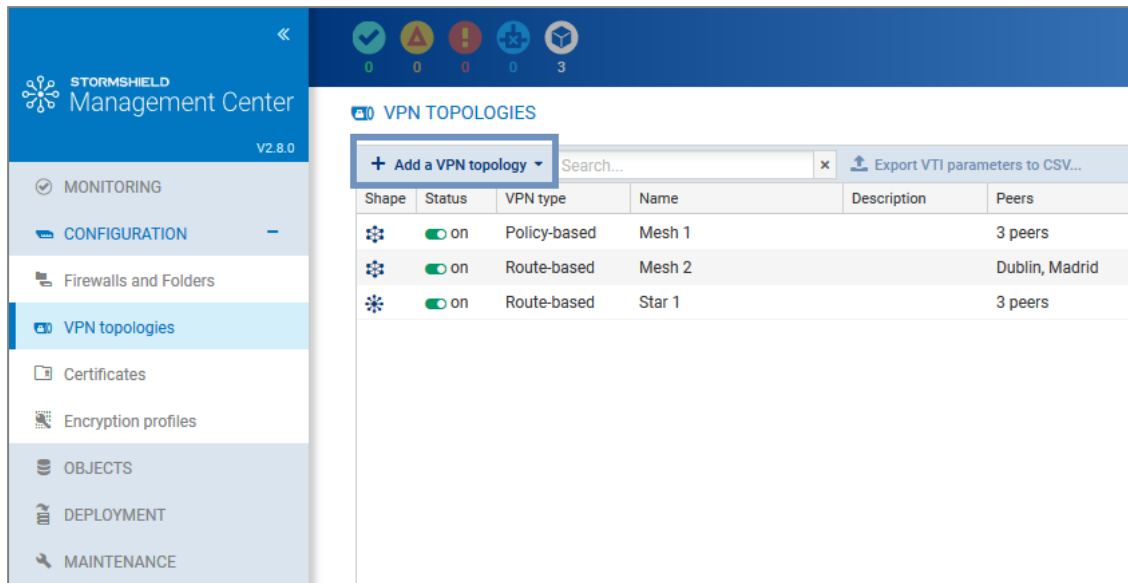 «
STORMSHIELD
Management Center
V2.8.0
MONITORING
CONFIGURATION −
Firewalls and Folders
VPN topologies
Certificates
Encryption profiles
OBJECTS
DEPLOYMENT
MAINTENANCE
0 0 0 0 3
VPN TOPOLOGIES
+ Add a VPN topology Search... × Export VTI parameters to CSV...
Shape Status VPN type Name Description Peers
on Policy-based Mesh 1 3 peers
on Route-based Mesh 2 Dublin, Madrid
on Route-based Star 1 3 peers